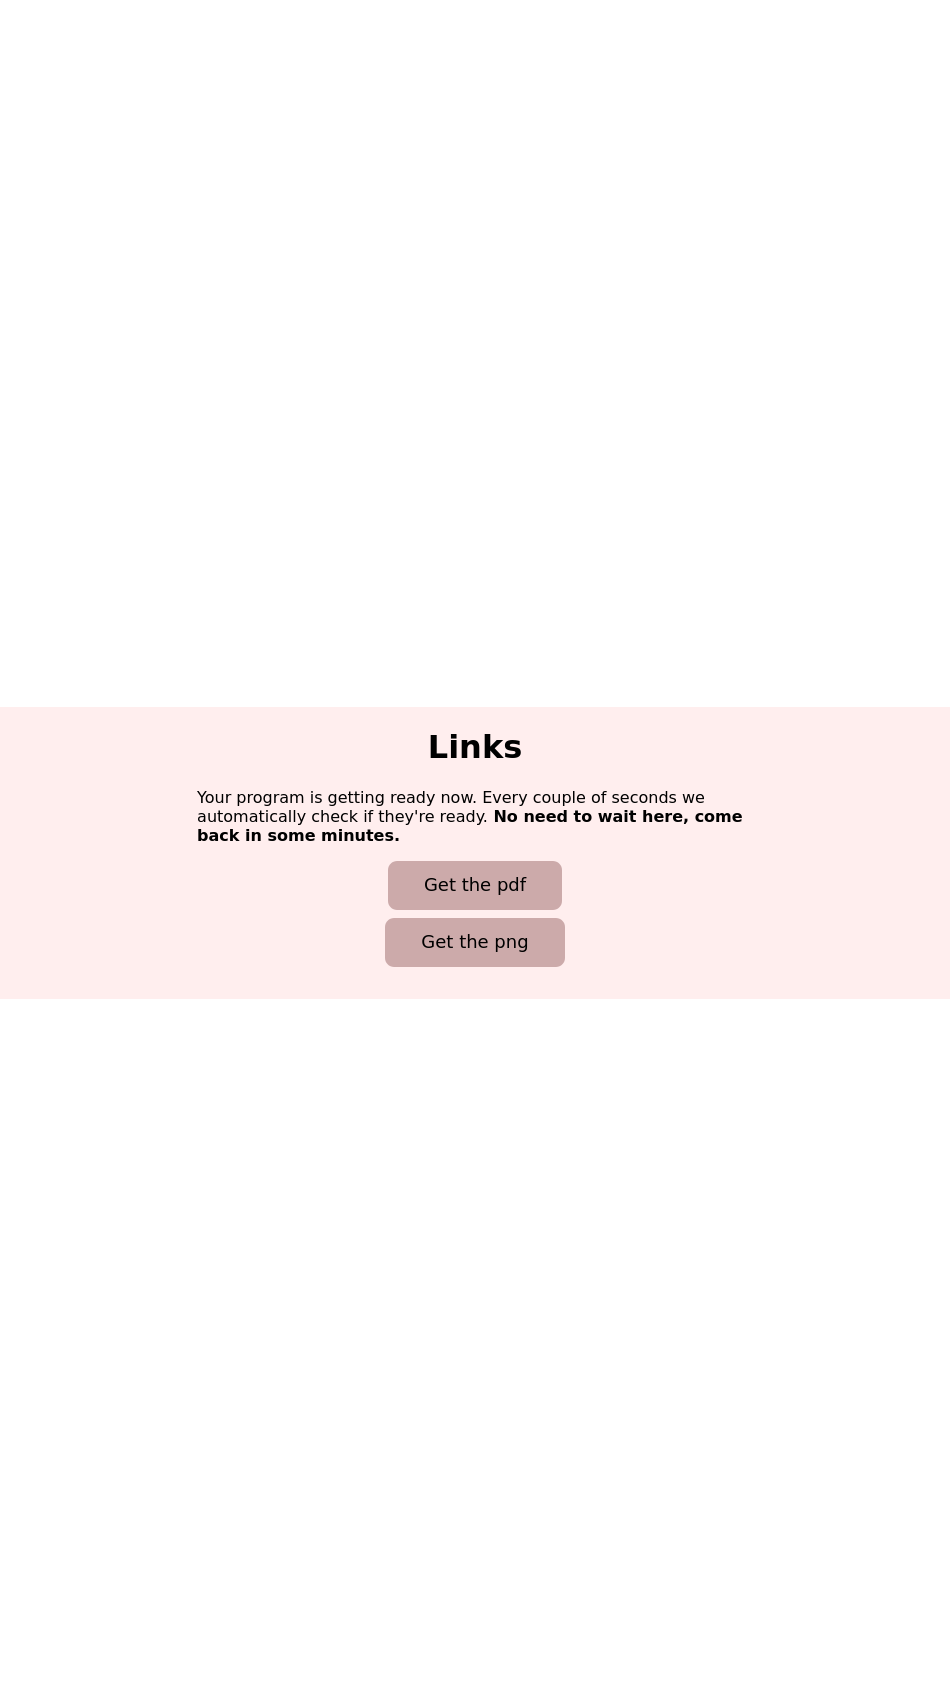 Links
Your program is getting ready now. Every couple of seconds we
automatically check if they're ready. No need to wait here, come
back in some minutes.
Get the pdf
Get the png